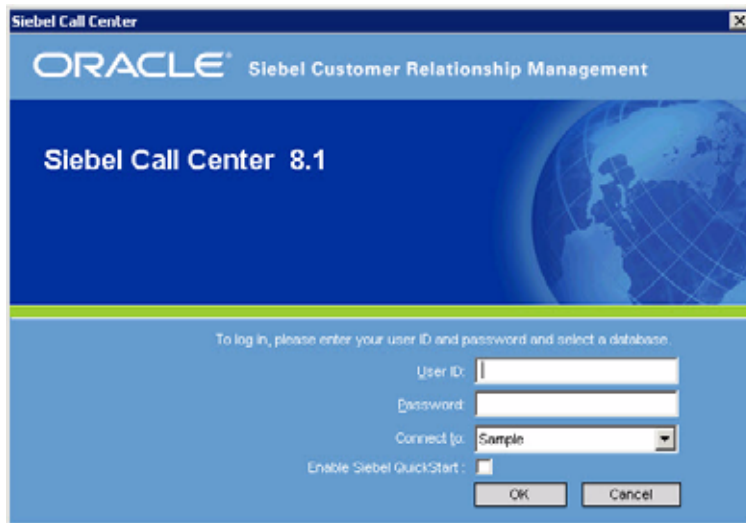 Siebel Call Center
ORACLE® Siebel Customer Relationship Management
Siebel Call Center 8.1
To log in, please enter your user ID and password and select a database.
User ID:
Password:
Connect to: Sample
Enable Siebel QuickStart :
OK Cancel